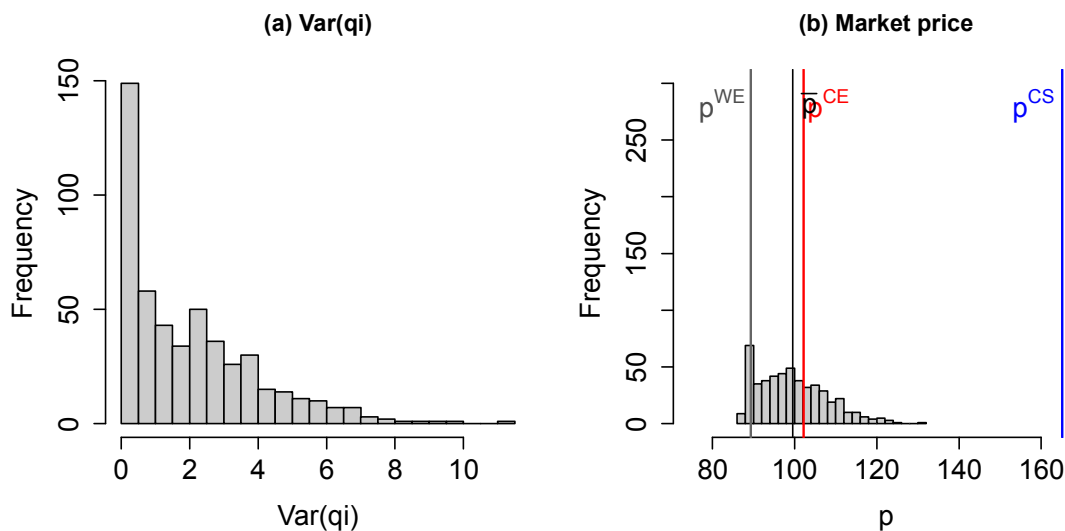 (a) Var(qi)
Frequency
0
50
100
150
0 2 4 6 8 10
Var(qi)
(b) Market price
p^WE
p̅
p^CE
p^CS
Frequency
0
50
150
250
80 100 120 140 160
p